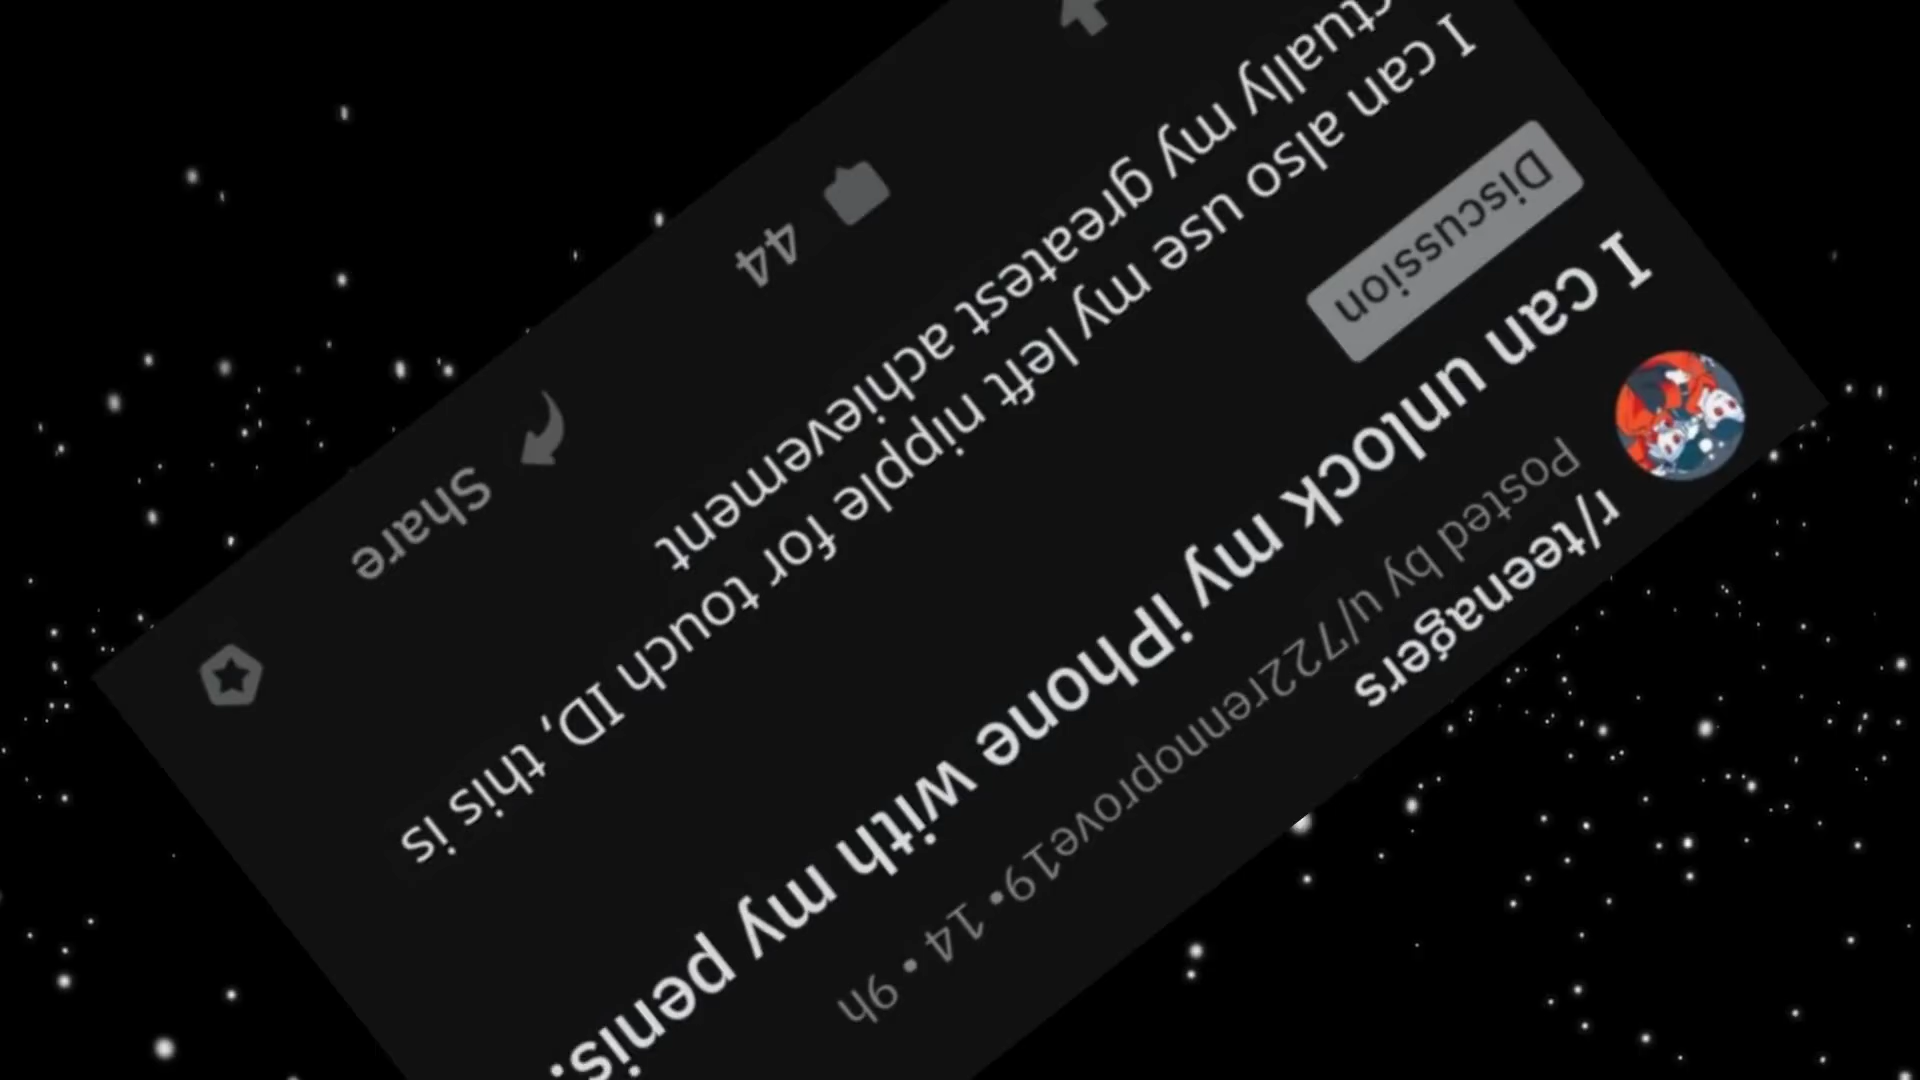 r/teenagers
Posted by u/722rennoprove19 • 14 • 9h
I can unlock my iPhone with my penis.
Discussion
I can also use my left nipple for touch ID, this is
ctually my greatest achievement
44
Share